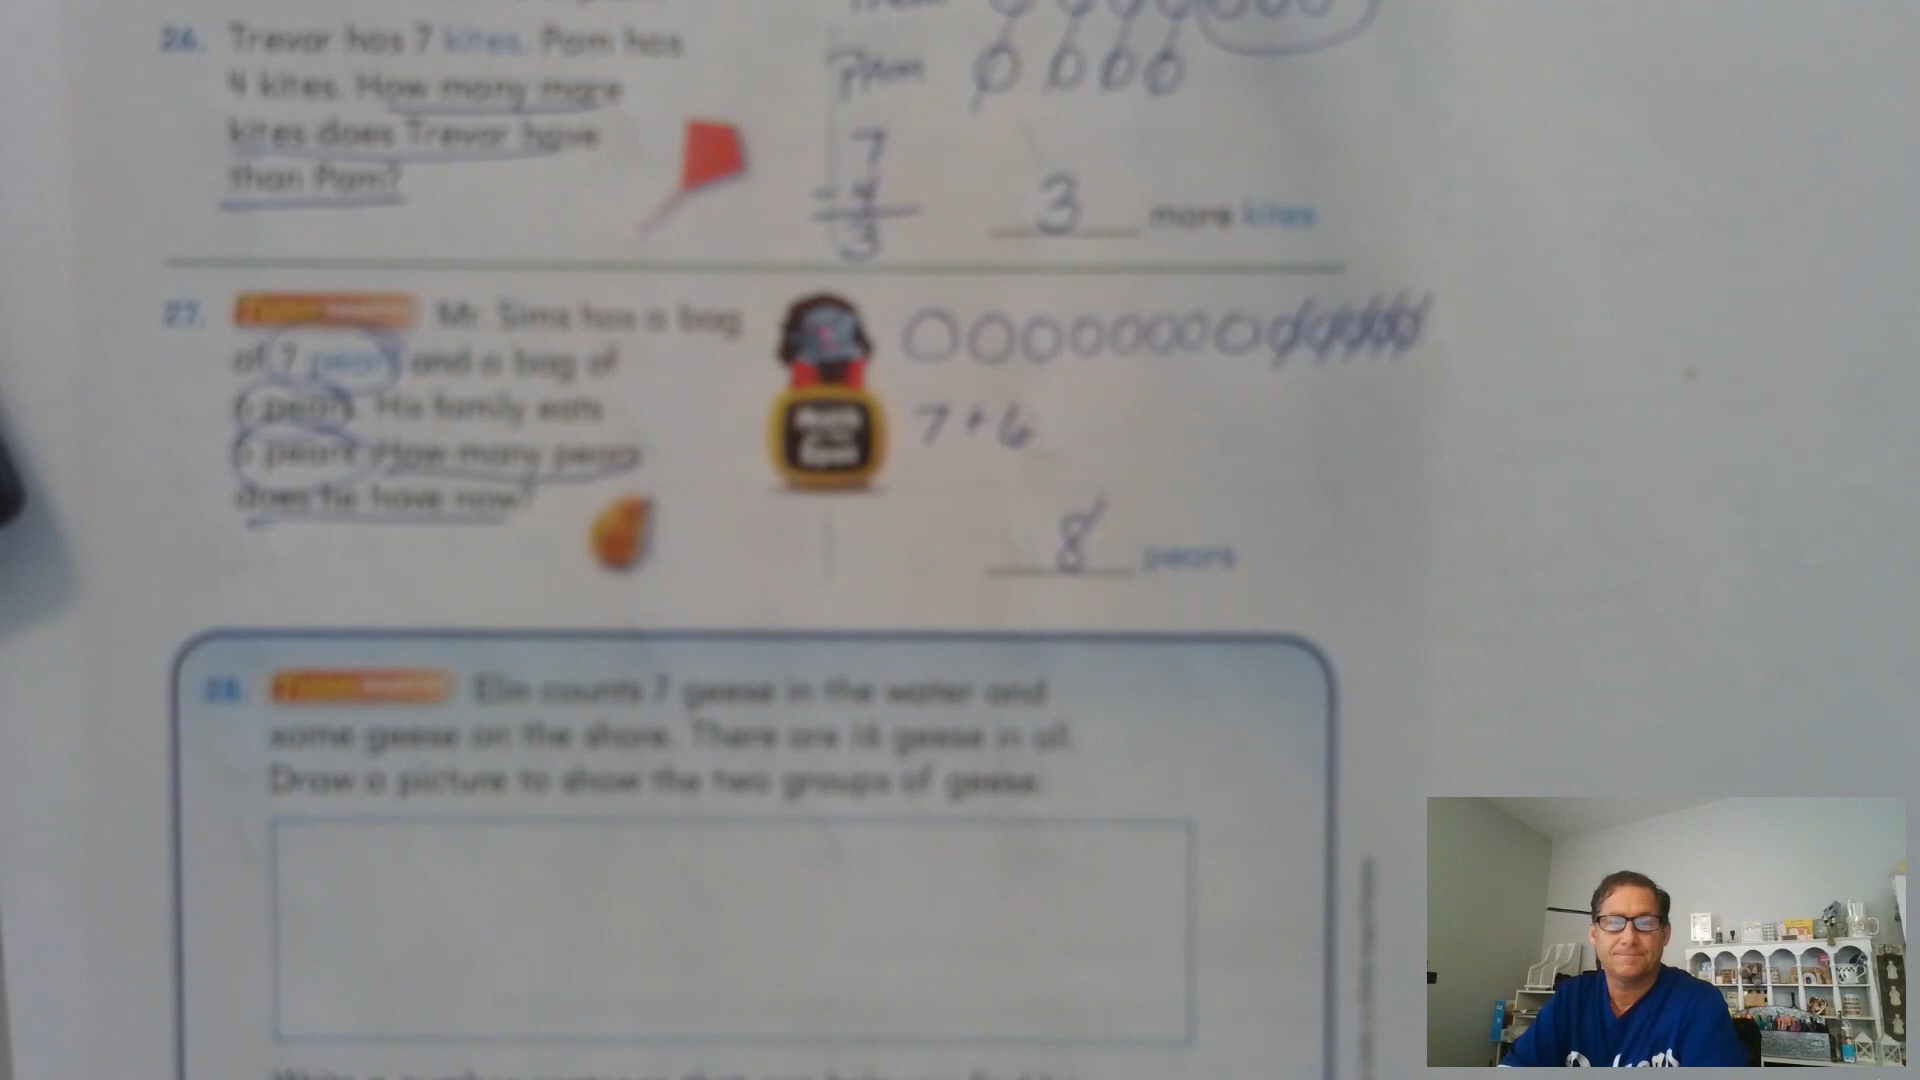 Pam
26. Trevor has 7 kites. Pam has
4 kites. How many more
kites does Trevor have
than Pam?
7
- 4
3
3 more kites
27. Mr. Sims has a bag
of 7 pears and a bag of
6 pears. His family eats
5 pears. How many pears
does he have now?
Math
7 + 6
8 pears
28. Elin counts 7 geese in the water and
some geese on the shore. There are 16 geese in all.
Draw a picture to show the two groups of geese.